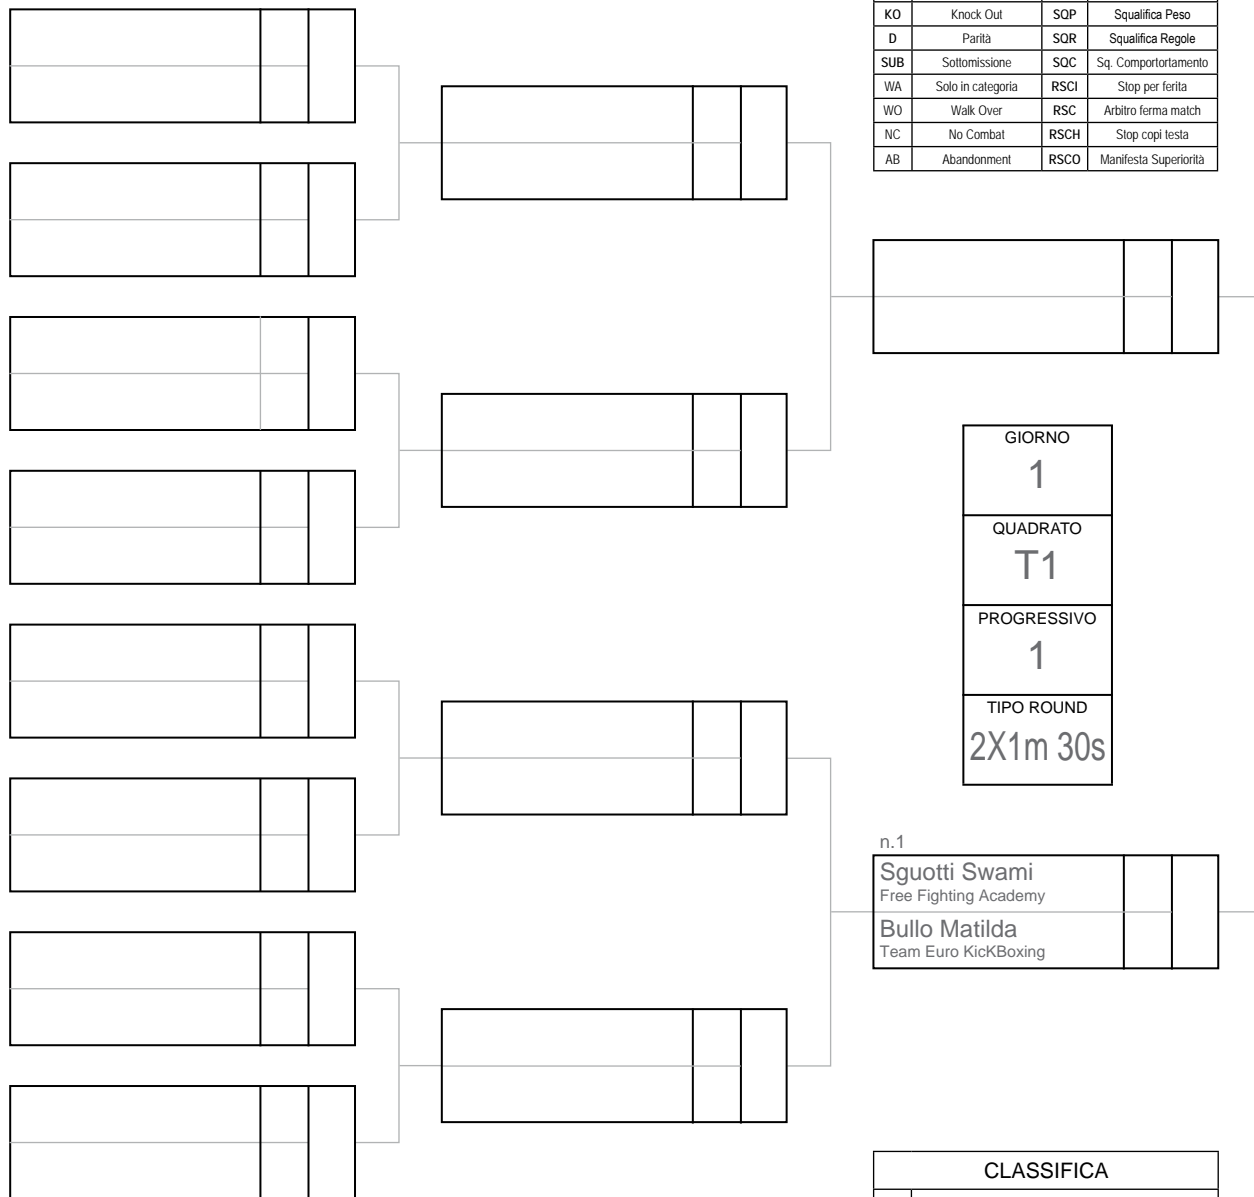 KO Knock Out SQP Squalifica Peso
D Parità SQR Squalifica Regole
SUB Sottomissione SQC Sq. Comportortamento
WA Solo in categoria RSCI Stop per ferita
WO Walk Over RSC Arbitro ferma match
NC No Combat RSCH Stop copi testa
AB Abandonment RSCO Manifesta Superiorità
GIORNO
1
QUADRATO
T1
PROGRESSIVO
1
TIPO ROUND
2X1m 30s
n.1
Sguotti Swami
Free Fighting Academy
Bullo Matilda
Team Euro KicKBoxing
CLASSIFICA